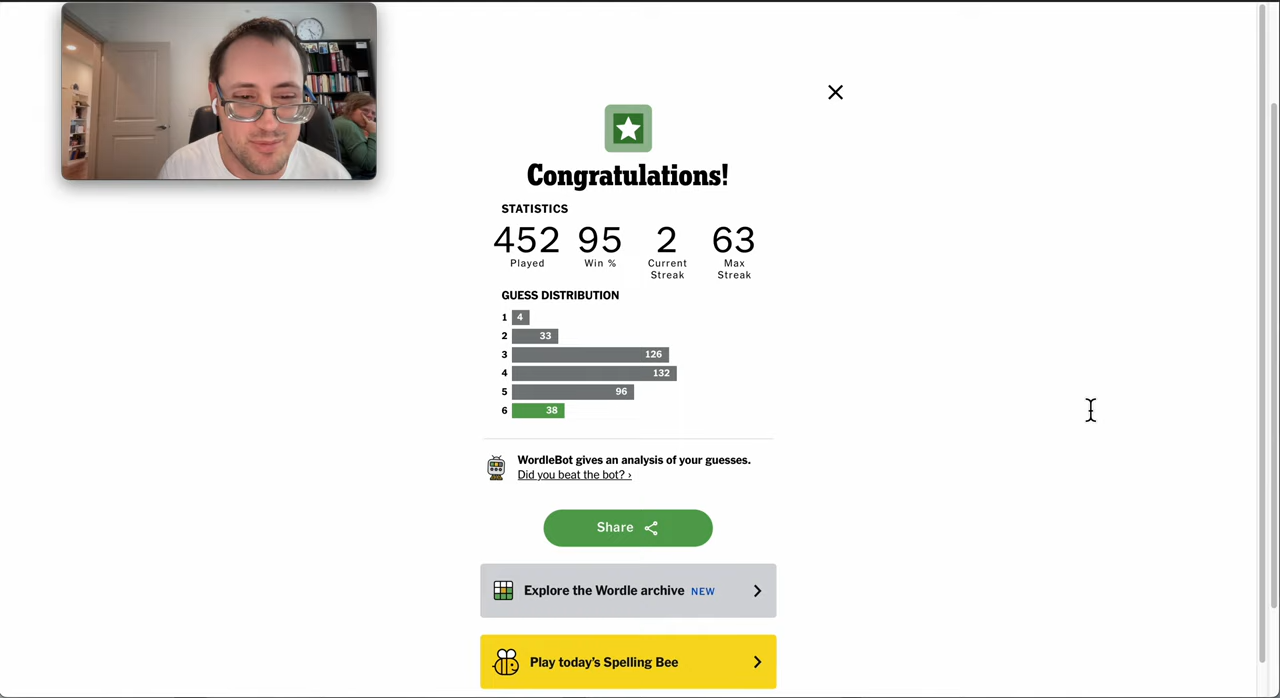 Congratulations!
STATISTICS
452 95 2 63
Played Win % Current Streak Max Streak
GUESS DISTRIBUTION
1 4
2 33
3 126
4 132
5 96
6 38
WordleBot gives an analysis of your guesses.
Did you beat the bot? ›
Share
Explore the Wordle archive NEW
Play today's Spelling Bee